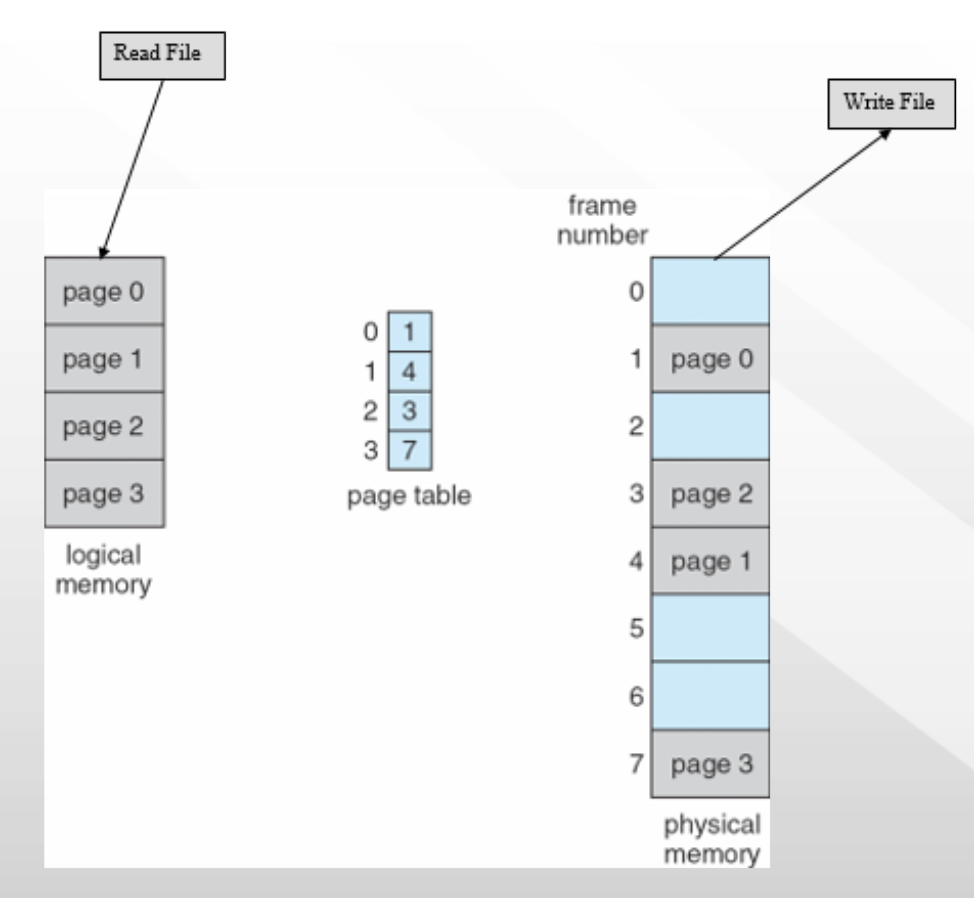 Read File
Write File
frame
number
page 0
page 1
page 2
page 3
logical
memory
0 1
1 4
2 3
3 7
page table
0
1 page 0
2
3 page 2
4 page 1
5
6
7 page 3
physical
memory